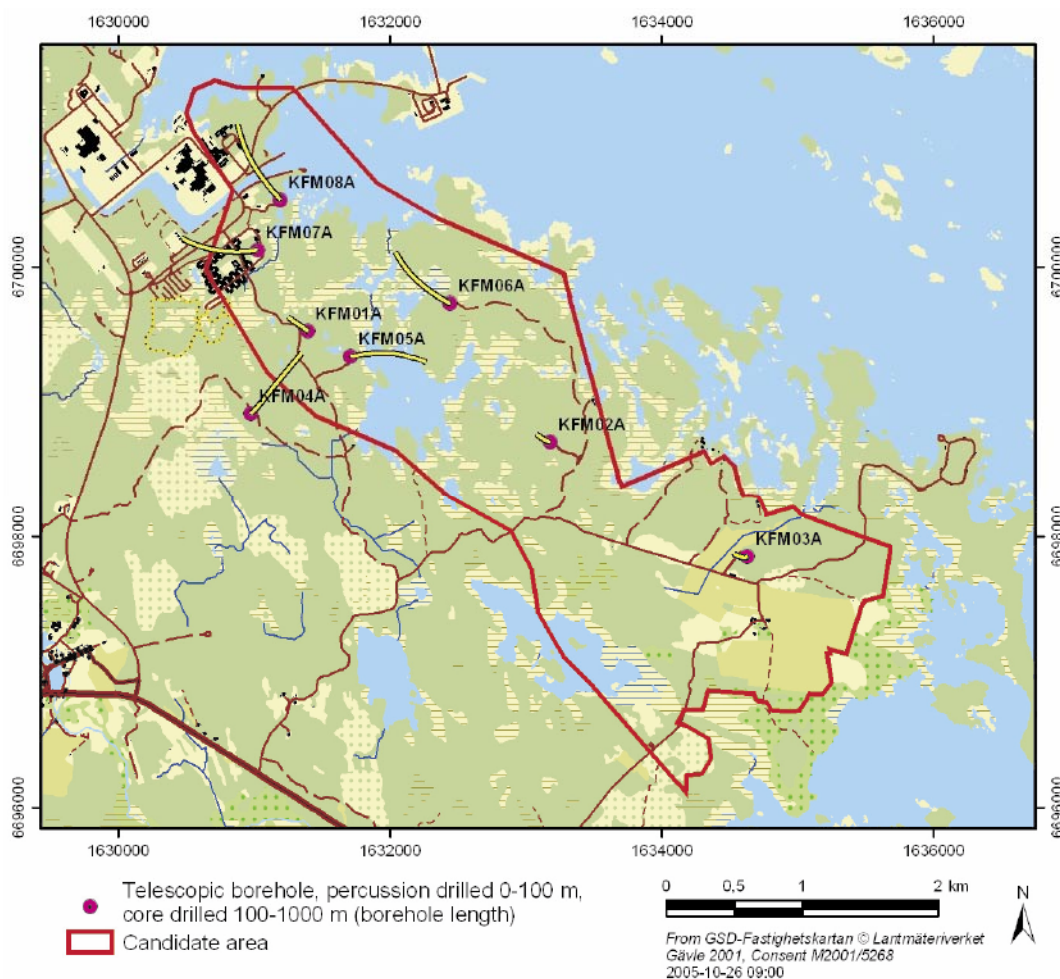 1630000
1632000
1634000
1636000
KFM08A
KFM07A
6700000
6700000
KFM06A
KFM01A
KFM05A
KFM04A
KFM02A
6698000
6698000
KFM03A
6696000
6696000
1630000
1632000
1634000
1636000
Telescopic borehole, percussion drilled 0-100 m,
core drilled 100-1000 m (borehole length)
Candidate area
0 0,5 1 2 km
N
From GSD-Fastighetskartan © Lantmäteriverket
Gävle 2001, Consent M2001/5268
2005-10-26 09:00